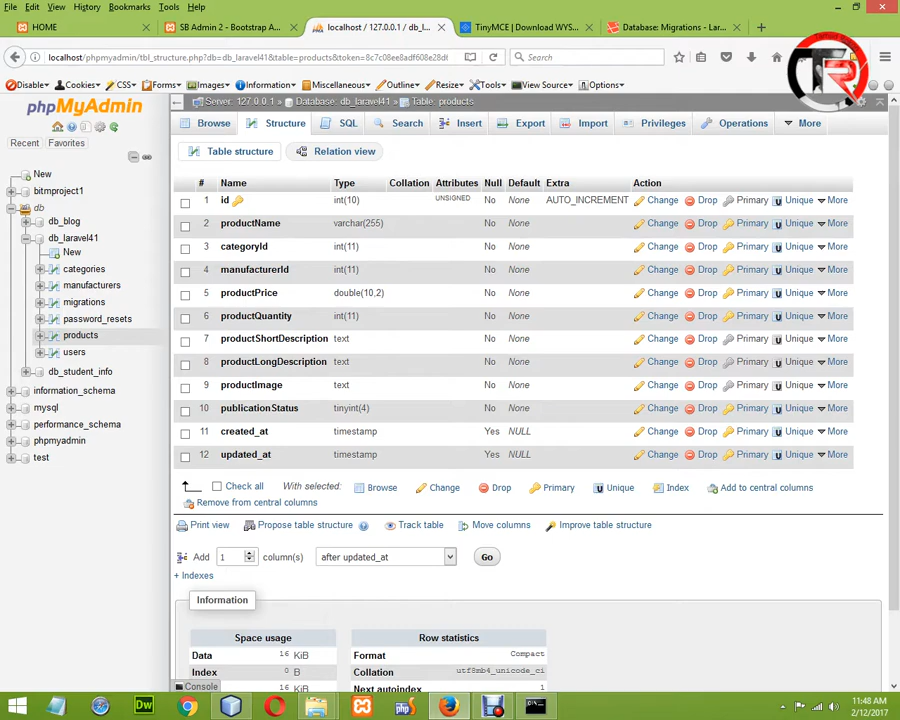 File Edit View History Bookmarks Tools Help
HOME
SB Admin 2 - Bootstrap A...
localhost / 127.0.0.1 / db_l...
TinyMCE | Download WYS...
Database: Migrations - La...
localhost/phpmyadmin/tbl_structure.php?db=db_laravel41&table=products&token=8c7c08ee8adf608e28d
Search
Disable Cookies CSS Forms Images Information Miscellaneous Outline Resize Tools View Source Options
phpMyAdmin
Server: 127.0.0.1 » Database: db_laravel41 » Table: products
Browse Structure SQL Search Insert Export Import Privileges Operations More
Recent Favorites
New
bitmproject1
db
db_blog
db_laravel41
New
categories
manufacturers
migrations
password_resets
products
users
db_student_info
information_schema
mysql
performance_schema
phpmyadmin
test
Table structure Relation view
# Name Type Collation Attributes Null Default Extra Action
1 id int(10) UNSIGNED No None AUTO_INCREMENT Change Drop Primary Unique More
2 productName varchar(255) No None Change Drop Primary Unique More
3 categoryId int(11) No None Change Drop Primary Unique More
4 manufacturerId int(11) No None Change Drop Primary Unique More
5 productPrice double(10,2) No None Change Drop Primary Unique More
6 productQuantity int(11) No None Change Drop Primary Unique More
7 productShortDescription text No None Change Drop Primary Unique More
8 productLongDescription text No None Change Drop Primary Unique More
9 productImage text No None Change Drop Primary Unique More
10 publicationStatus tinyint(4) No None Change Drop Primary Unique More
11 created_at timestamp Yes NULL Change Drop Primary Unique More
12 updated_at timestamp Yes NULL Change Drop Primary Unique More
Check all With selected: Browse Change Drop Primary Unique Index Add to central columns
Remove from central columns
Print view Propose table structure Track table Move columns Improve table structure
Add 1 column(s) after updated_at Go
+ Indexes
Information
Space usage
Data 16 KiB
Index 0 B
16 KiB
Row statistics
Format Compact
Collation utf8mb4_unicode_ci
Next autoindex 1
Console
11:48 AM
2/12/2017